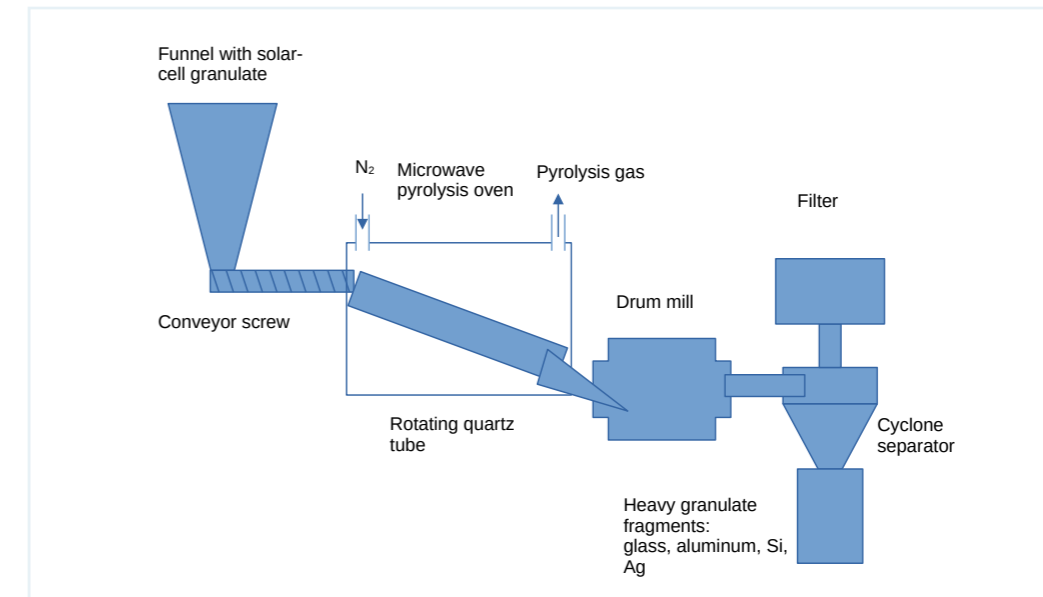 Funnel with solar-
cell granulate
N₂
Microwave
pyrolysis oven
Pyrolysis gas
Filter
Conveyor screw
Drum mill
Rotating quartz
tube
Cyclone
separator
Heavy granulate
fragments:
glass, aluminum, Si,
Ag